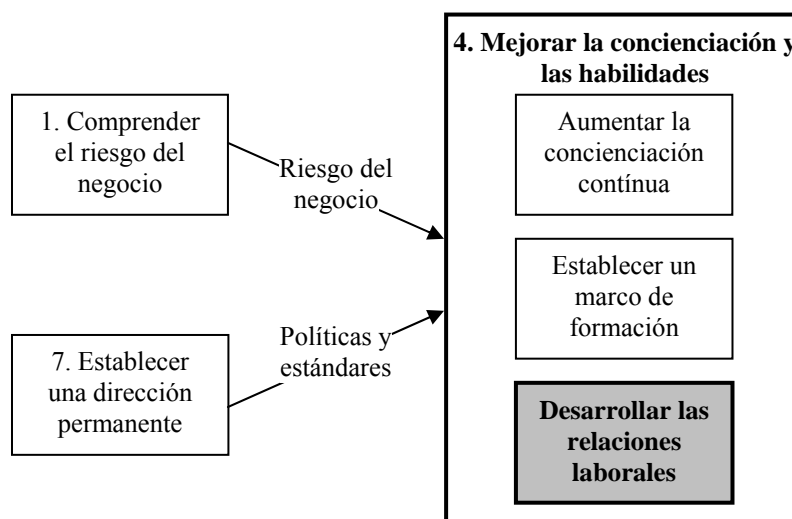 4. Mejorar la concienciación y
las habilidades
1. Comprender
el riesgo del
negocio
Riesgo del
negocio
Aumentar la
concienciación
contínua
Establecer un
marco de
formación
Políticas y
estándares
7. Establecer
una dirección
permanente
Desarrollar las
relaciones
laborales